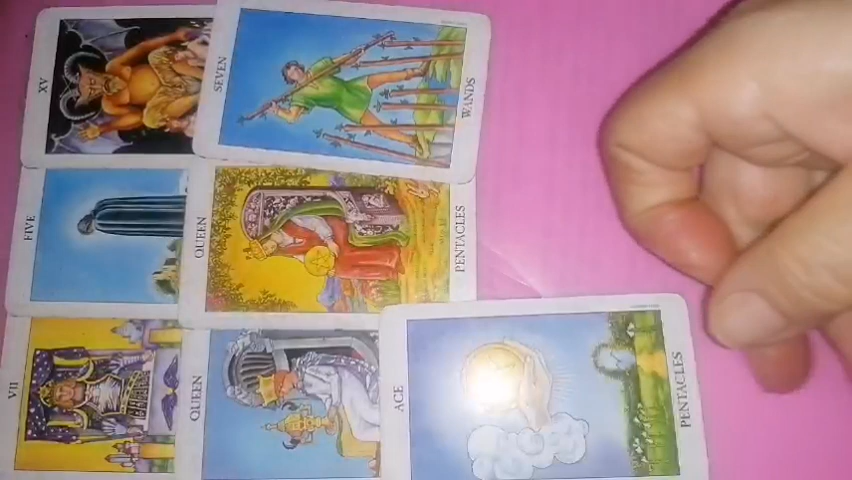 XV
SEVEN
WANDS
FIVE
QUEEN
PENTACLES
VII
QUEEN
ACE
PENTACLES